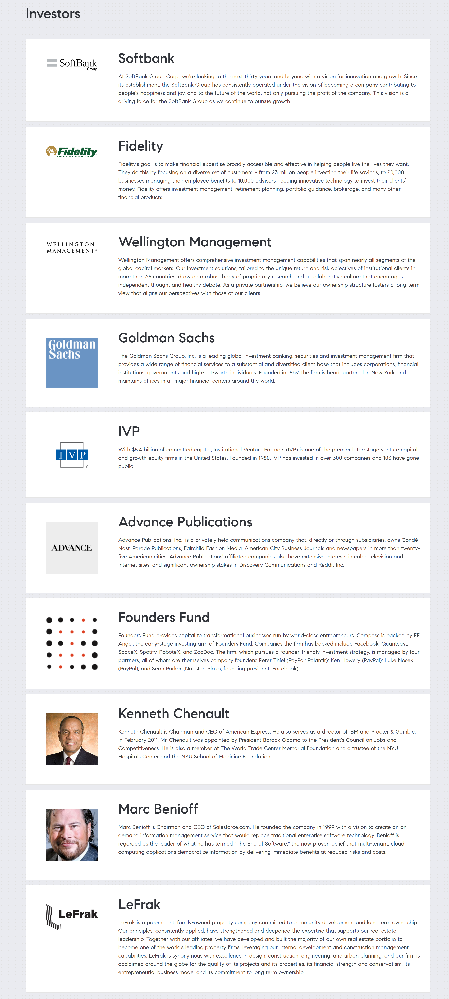 Investors
SoftBank
Group
Softbank
At SoftBank Group Corp., we're looking to the next thirty years and beyond with a vision for innovation and growth. Since
its establishment, the SoftBank Group has consistently operated under the vision of becoming a company contributing to
people's happiness and joy, and to the future of the world, not only pursuing the profit of the company. This vision is a
driving force for the SoftBank Group as we continue to pursue growth.
Fidelity
INVESTMENTS
Fidelity
Fidelity's goal is to make financial expertise broadly accessible and effective in helping people live the lives they want.
They do this by focusing on a diverse set of customers: - from 23 million people investing their life savings, to 20,000
businesses managing their employee benefits to 10,000 advisors needing innovative technology to invest their clients’
money. Fidelity offers investment management, retirement planning, portfolio guidance, brokerage, and many other
financial products.
WELLINGTON
MANAGEMENT®
Wellington Management
Wellington Management offers comprehensive investment management capabilities that span nearly all segments of the
global capital markets. Our investment solutions, tailored to the unique return and risk objectives of institutional clients in
more than 65 countries, draw on a robust body of proprietary research and a collaborative culture that encourages
independent thought and healthy debate. As a private partnership, we believe our ownership structure fosters a long-term
view that aligns our perspectives with those of our clients.
Goldman
Sachs
Goldman Sachs
The Goldman Sachs Group, Inc. is a leading global investment banking, securities and investment management firm that
provides a wide range of financial services to a substantial and diversified client base that includes corporations, financial
institutions, governments and high-net-worth individuals. Founded in 1869, the firm is headquartered in New York and
maintains offices in all major financial centers around the world.
IVP
®
IVP
With $5.4 billion of committed capital, Institutional Venture Partners (IVP) is one of the premier later-stage venture capital
and growth equity firms in the United States. Founded in 1980, IVP has invested in over 300 companies and 103 have gone
public.
ADVANCE
Advance Publications
Advance Publications, Inc., is a privately held communications company that, directly or through subsidiaries, owns Condé
Nast, Parade Publications, Fairchild Fashion Media, American City Business Journals and newspapers in more than twenty-
five American cities; Advance Publications' affiliated companies also have extensive interests in cable television and
Internet sites, and significant ownership stakes in Discovery Communications and Reddit Inc.
Founders Fund
Founders Fund provides capital to transformational businesses run by world-class entrepreneurs. Compass is backed by FF
Angel, the early-stage investing arm of Founders Fund. Companies the firm has backed include Facebook, Quantcast,
SpaceX, Spotify, RoboteX, and ZocDoc. The firm, which pursues a founder-friendly investment strategy, is managed by four
partners, all of whom are themselves company founders: Peter Thiel (PayPal; Palantir); Ken Howery (PayPal); Luke Nosek
(PayPal); and Sean Parker (Napster; Plaxo; founding president, Facebook).
Kenneth Chenault
Kenneth Chenault is Chairman and CEO of American Express. He also serves as a director of IBM and Procter & Gamble.
In February 2011, Mr. Chenault was appointed by President Barack Obama to the President's Council on Jobs and
Competitiveness. He is also a member of The World Trade Center Memorial Foundation and a trustee of the NYU
Hospitals Center and the NYU School of Medicine Foundation.
Marc Benioff
Marc Benioff is Chairman and CEO of Salesforce.com. He founded the company in 1999 with a vision to create an on-
demand information management service that would replace traditional enterprise software technology. Benioff is
regarded as the leader of what he has termed "The End of Software," the now proven belief that multi-tenant, cloud
computing applications democratize information by delivering immediate benefits at reduced risks and costs.
LeFrak
LeFrak
LeFrak is a preeminent, family-owned property company committed to community development and long term ownership.
Our principles, consistently applied, have strengthened and deepened the expertise that supports our real estate
leadership. Together with our affiliates, we have developed and built the majority of our own real estate portfolio to
become one of the world’s leading property firms, leveraging our internal development and construction management
capabilities. LeFrak is synonymous with excellence in design, construction, engineering, and urban planning, and our firm is
acclaimed around the globe for the quality of its projects and its properties, its financial strength and conservatism, its
entrepreneurial business model and its commitment to long term ownership.